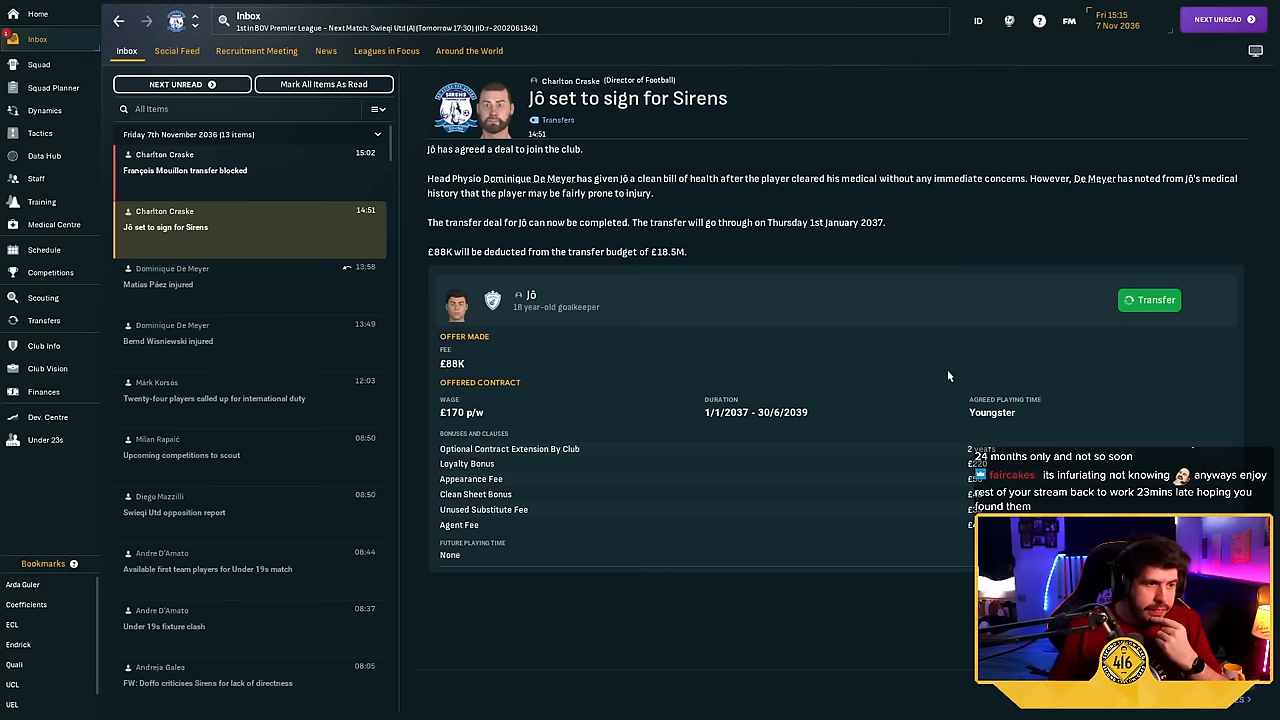 Home
Inbox
1st in BOV Premier League - Next Match: Swieqi Utd (A) (Tomorrow 17:30) (ID:r-2002061342)
ID
FM
Fri 15:15
7 Nov 2036
NEXT UNREAD
1
Inbox
Squad
Squad Planner
Dynamics
Tactics
Data Hub
Staff
Training
Medical Centre
Schedule
Competitions
Scouting
Transfers
Club Info
Club Vision
Finances
Dev. Centre
Under 23s
Bookmarks
Arda Guler
Coefficients
ECL
Endrick
Quali
UCL
UEL
Inbox Social Feed Recruitment Meeting News Leagues in Focus Around the World
NEXT UNREAD Mark All Items As Read
All Items
Friday 7th November 2036 (13 items)
Charlton Craske 15:02
François Mouillon transfer blocked
Charlton Craske 14:51
Jô set to sign for Sirens
Dominique De Meyer 13:58
Matías Páez injured
Dominique De Meyer 13:49
Bernd Wisniewski injured
Márk Korsós 12:03
Twenty-four players called up for international duty
Milan Rapaić 08:50
Upcoming competitions to scout
Diego Mazzilli 08:50
Swieqi Utd opposition report
Andre D'Amato 08:44
Available first team players for Under 19s match
Andre D'Amato 08:37
Under 19s fixture clash
Andreja Galea 08:05
FW: Doffo criticises Sirens for lack of directness
SIRENS
Charlton Craske (Director of Football)
Jô set to sign for Sirens
Transfers
14:51
Jô has agreed a deal to join the club.
Head Physio Dominique De Meyer has given Jô a clean bill of health after the player cleared his medical without any immediate concerns. However, De Meyer has noted from Jô's medical
history that the player may be fairly prone to injury.
The transfer deal for Jô can now be completed. The transfer will go through on Thursday 1st January 2037.
£88K will be deducted from the transfer budget of £18.5M.
Jô
18 year-old goalkeeper
Transfer
OFFER MADE
FEE
£88K
OFFERED CONTRACT
WAGE DURATION AGREED PLAYING TIME
£170 p/w 1/1/2037 - 30/6/2039 Youngster
BONUSES AND CLAUSES
Optional Contract Extension By Club 2 years
Loyalty Bonus £220
Appearance Fee
Clean Sheet Bonus
Unused Substitute Fee
Agent Fee
FUTURE PLAYING TIME
None
24 months only and not so soon
faircakes its infuriating not knowing anyways enjoy
rest of your stream back to work 23mins late hoping you
found them
416